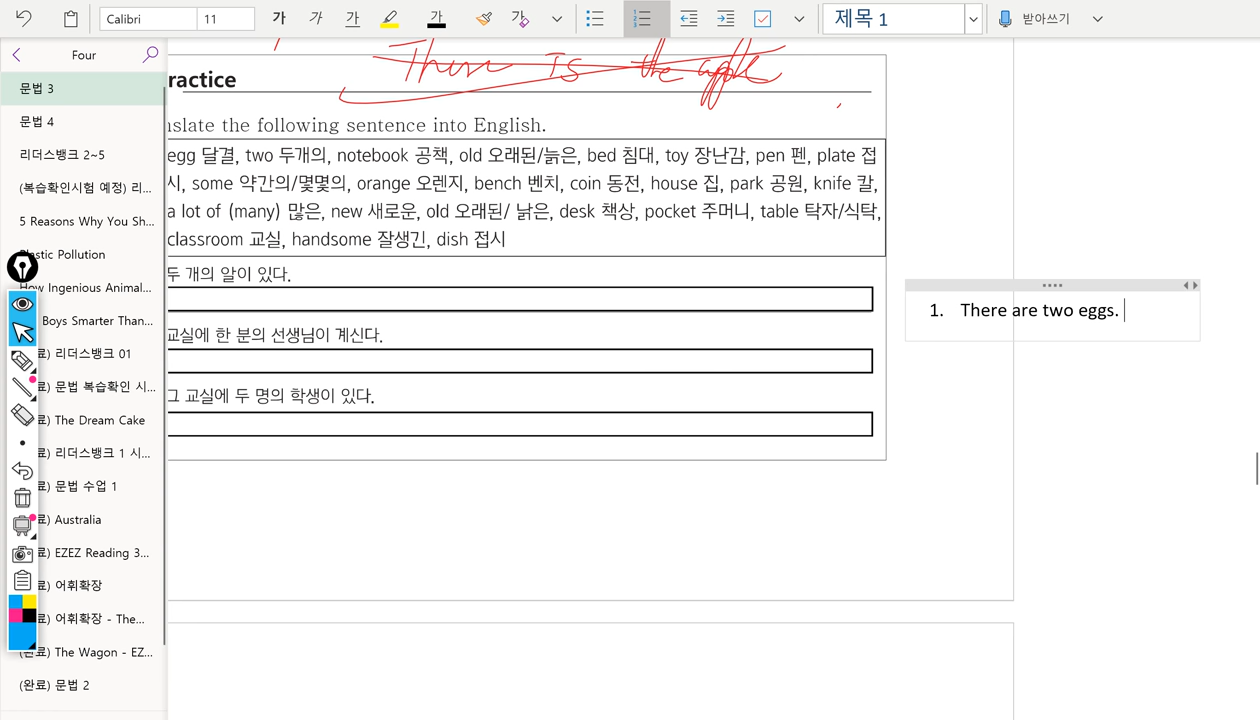 Calibri 11 가 가 가 가 가 제목 1 받아쓰기
Four
문법 3
문법 4
리더스뱅크 2~5
(복습확인시험 예정) 리...
5 Reasons Why You Sh...
Plastic Pollution
How Ingenious Animal...
Boys Smarter Than...
료) 리더스뱅크 01
료) 문법 복습확인 시...
료) The Dream Cake
료) 리더스뱅크 1 시...
료) 문법 수업 1
료) Australia
료) EZEZ Reading 3...
료) 어휘확장
료) 어휘확장 - The...
(완료) The Wagon - EZ...
(완료) 문법 2
There Is the apple
ractice
nslate the following sentence into English.
egg 달결, two 두개의, notebook 공책, old 오래된/늙은, bed 침대, toy 장난감, pen 펜, plate 접
시, some 약간의/몇몇의, orange 오렌지, bench 벤치, coin 동전, house 집, park 공원, knife 칼,
a lot of (many) 많은, new 새로운, old 오래된/ 낡은, desk 책상, pocket 주머니, table 탁자/식탁,
classroom 교실, handsome 잘생긴, dish 접시
두 개의 알이 있다.
교실에 한 분의 선생님이 계신다.
그 교실에 두 명의 학생이 있다.
1. There are two eggs.